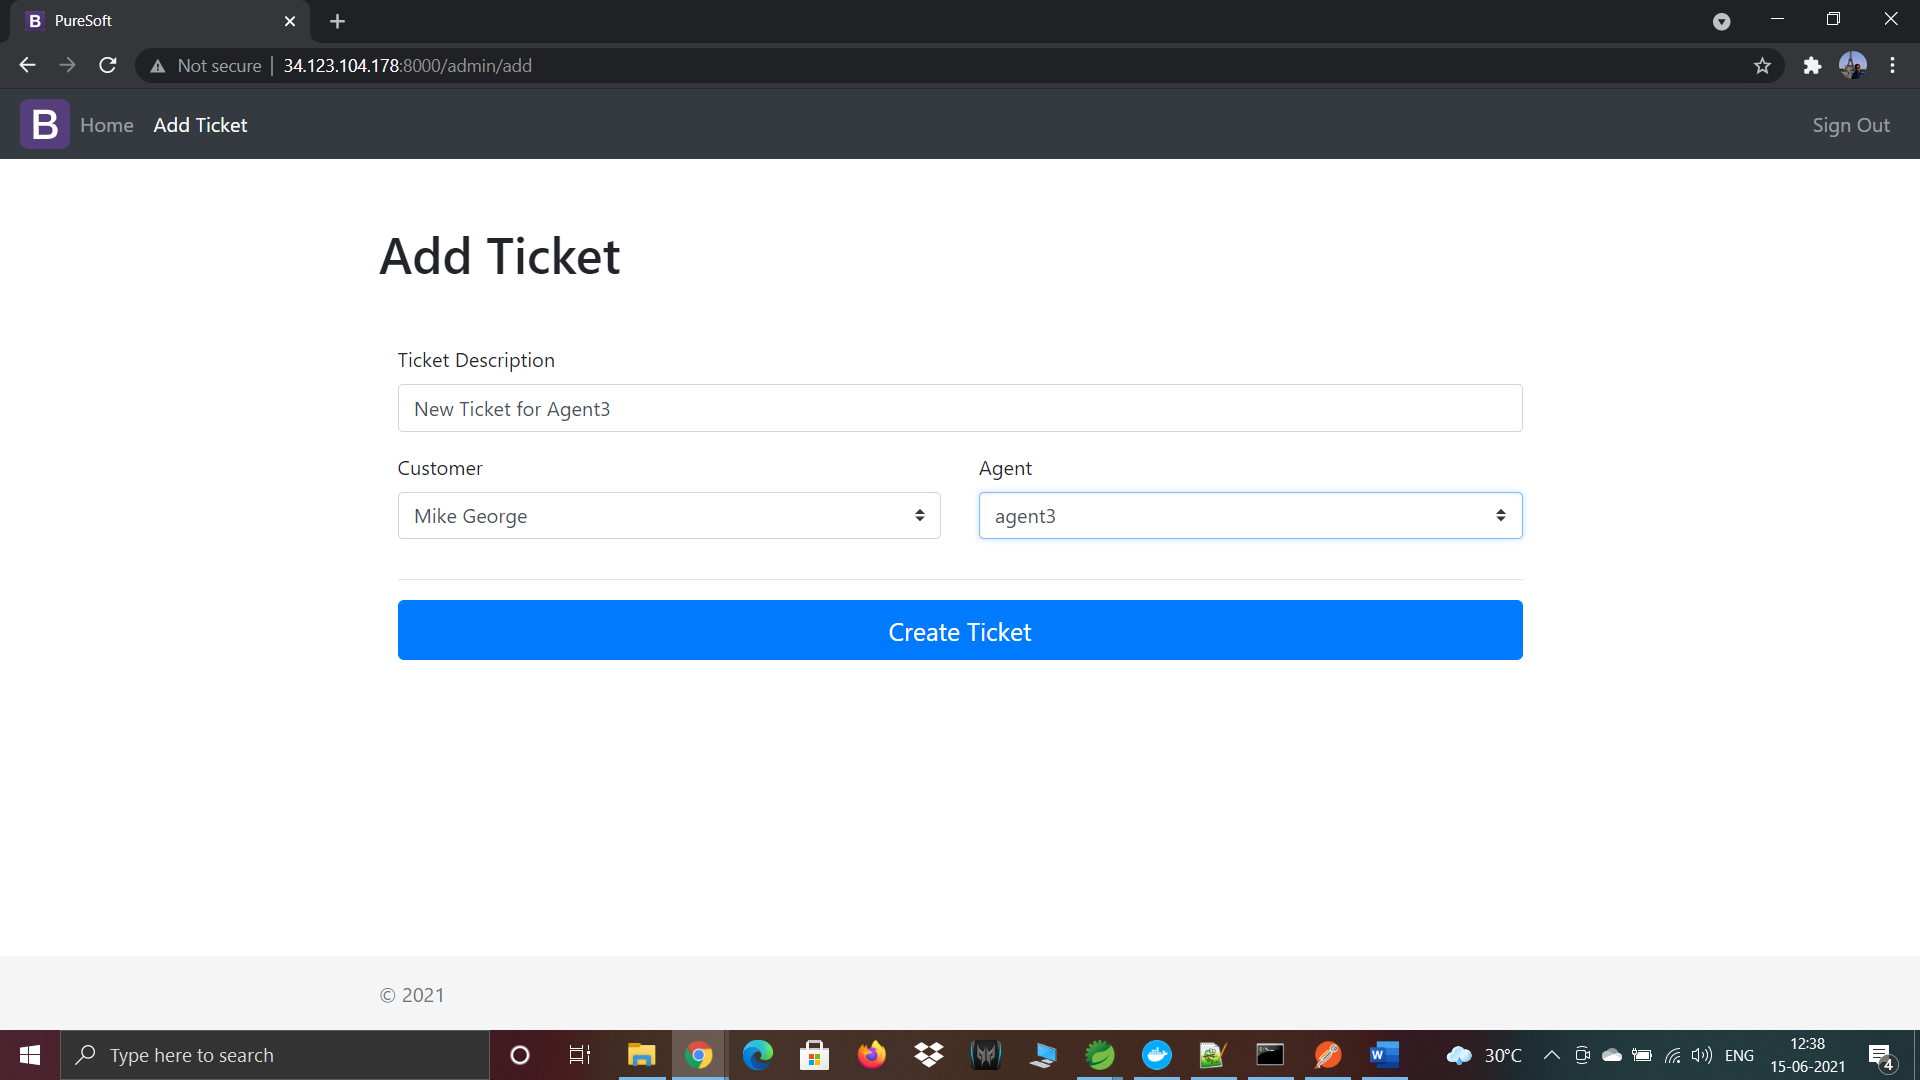 B PureSoft
Not secure 34.123.104.178:8000/admin/add
B Home Add Ticket Sign Out
Add Ticket
Ticket Description
New Ticket for Agent3
Customer Agent
Mike George agent3
Create Ticket
© 2021
Type here to search W 30°C ENG 12:38
15-06-2021 4